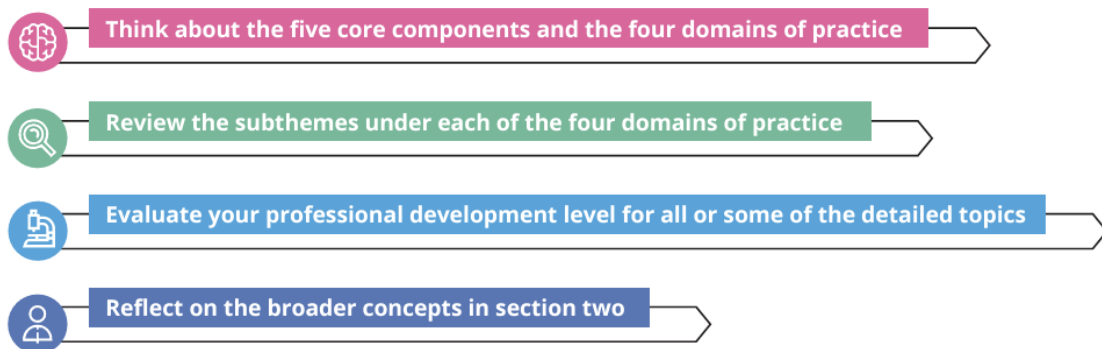 Think about the five core components and the four domains of practice
Review the subthemes under each of the four domains of practice
Evaluate your professional development level for all or some of the detailed topics
Reflect on the broader concepts in section two